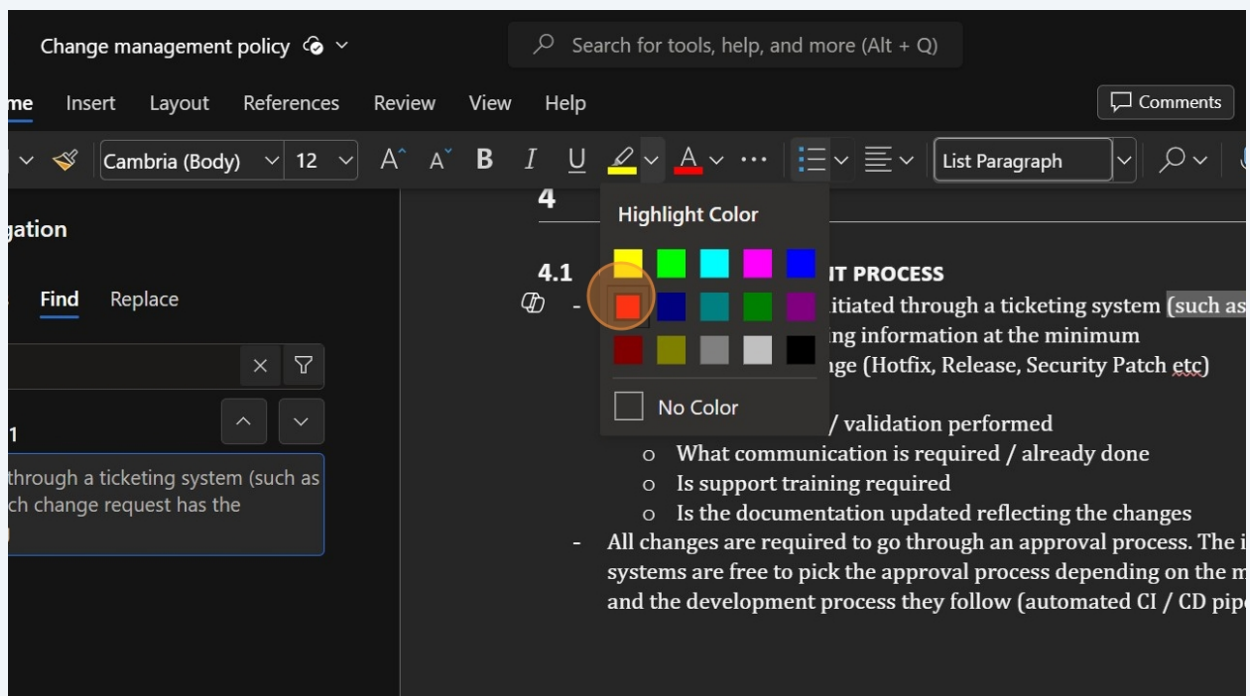 Change management policy
Search for tools, help, and more (Alt + Q)
me Insert Layout References Review View Help
Comments
Cambria (Body) 12 A A B I U A ... List Paragraph
gation
Find Replace
1
through a ticketing system (such as
ch change request has the
4
Highlight Color
4.1 NT PROCESS
- itiated through a ticketing system (such as
ing information at the minimum
nge (Hotfix, Release, Security Patch etc)
No Color
/ validation performed
o What communication is required / already done
o Is support training required
o Is the documentation updated reflecting the changes
- All changes are required to go through an approval process. The i
systems are free to pick the approval process depending on the m
and the development process they follow (automated CI / CD pip